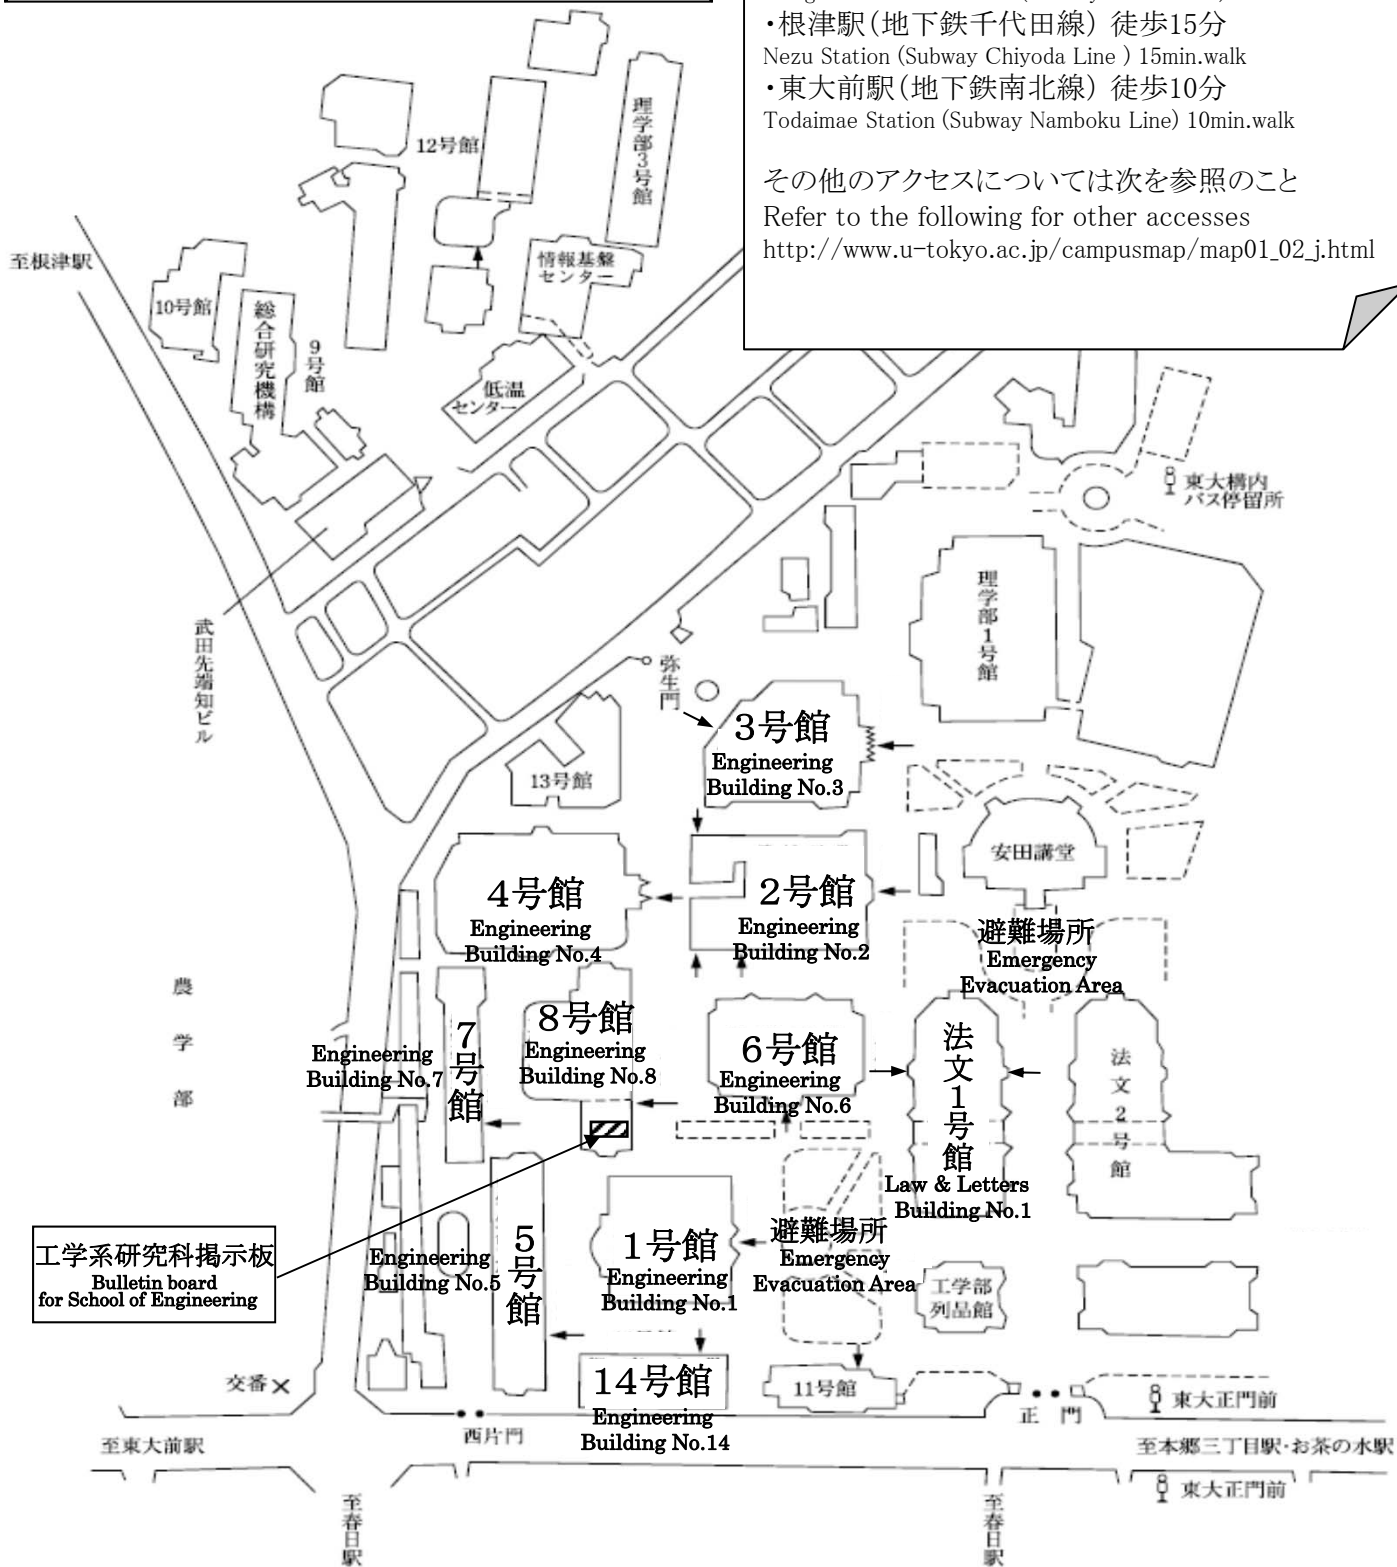 ・根津駅(地下鉄千代田線) 徒歩15分
Nezu Station (Subway Chiyoda Line ) 15min.walk
・東大前駅(地下鉄南北線) 徒歩10分
Todaimae Station (Subway Namboku Line) 10min.walk
その他のアクセスについては次を参照のこと
Refer to the following for other accesses
http://www.u-tokyo.ac.jp/campusmap/map01_02_j.html
理学部3号館
12号館
至根津駅
情報基盤
センター
10号館
総合研究機構
9号館
低温
センター
東大構内
バス停留所
理学部1号館
武田先端知ビル
弥生門
3号館
Engineering
Building No.3
13号館
安田講堂
4号館
Engineering
Building No.4
2号館
Engineering
Building No.2
避難場所
Emergency
Evacuation Area
農学部
7号館
Engineering
Building No.7
8号館
Engineering
Building No.8
6号館
Engineering
Building No.6
法文1号館
Law & Letters
Building No.1
法文2号館
工学系研究科掲示板
Bulletin board
for School of Engineering
5号館
Engineering
Building No.5
1号館
Engineering
Building No.1
避難場所
Emergency
Evacuation Area
工学部
列品館
14号館
Engineering
Building No.14
11号館
交番
西片門
正門
東大正門前
至東大前駅
至本郷三丁目駅・お茶の水駅
東大正門前
至春日駅
至春日駅